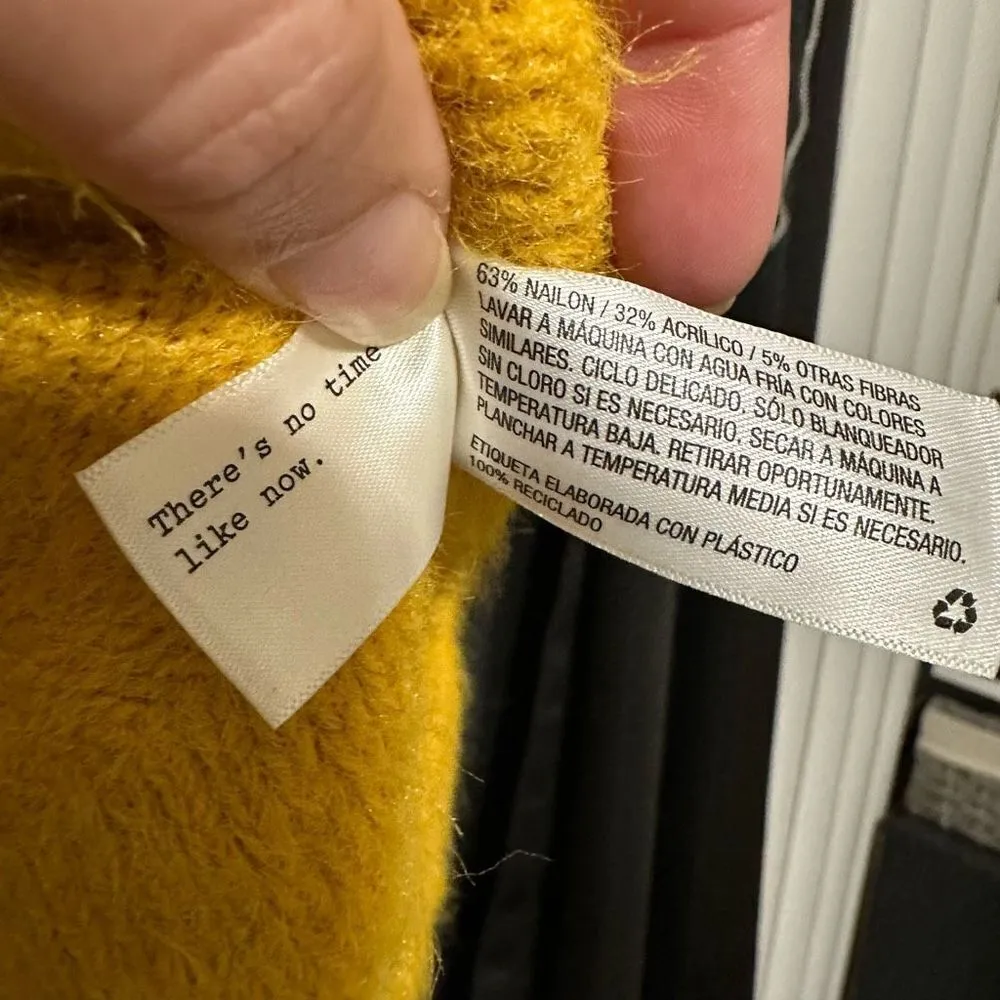 There's no time
like now.
63% NAILON / 32% ACRÍLICO / 5% OTRAS FIBRAS
LAVAR A MÁQUINA CON AGUA FRÍA CON COLORES
SIMILARES. CICLO DELICADO. SÓLO BLANQUEADOR
SIN CLORO SI ES NECESARIO. SECAR A MÁQUINA A
TEMPERATURA BAJA. RETIRAR OPORTUNAMENTE.
PLANCHAR A TEMPERATURA MEDIA SI ES NECESARIO.
ETIQUETA ELABORADA CON PLÁSTICO
100% RECICLADO